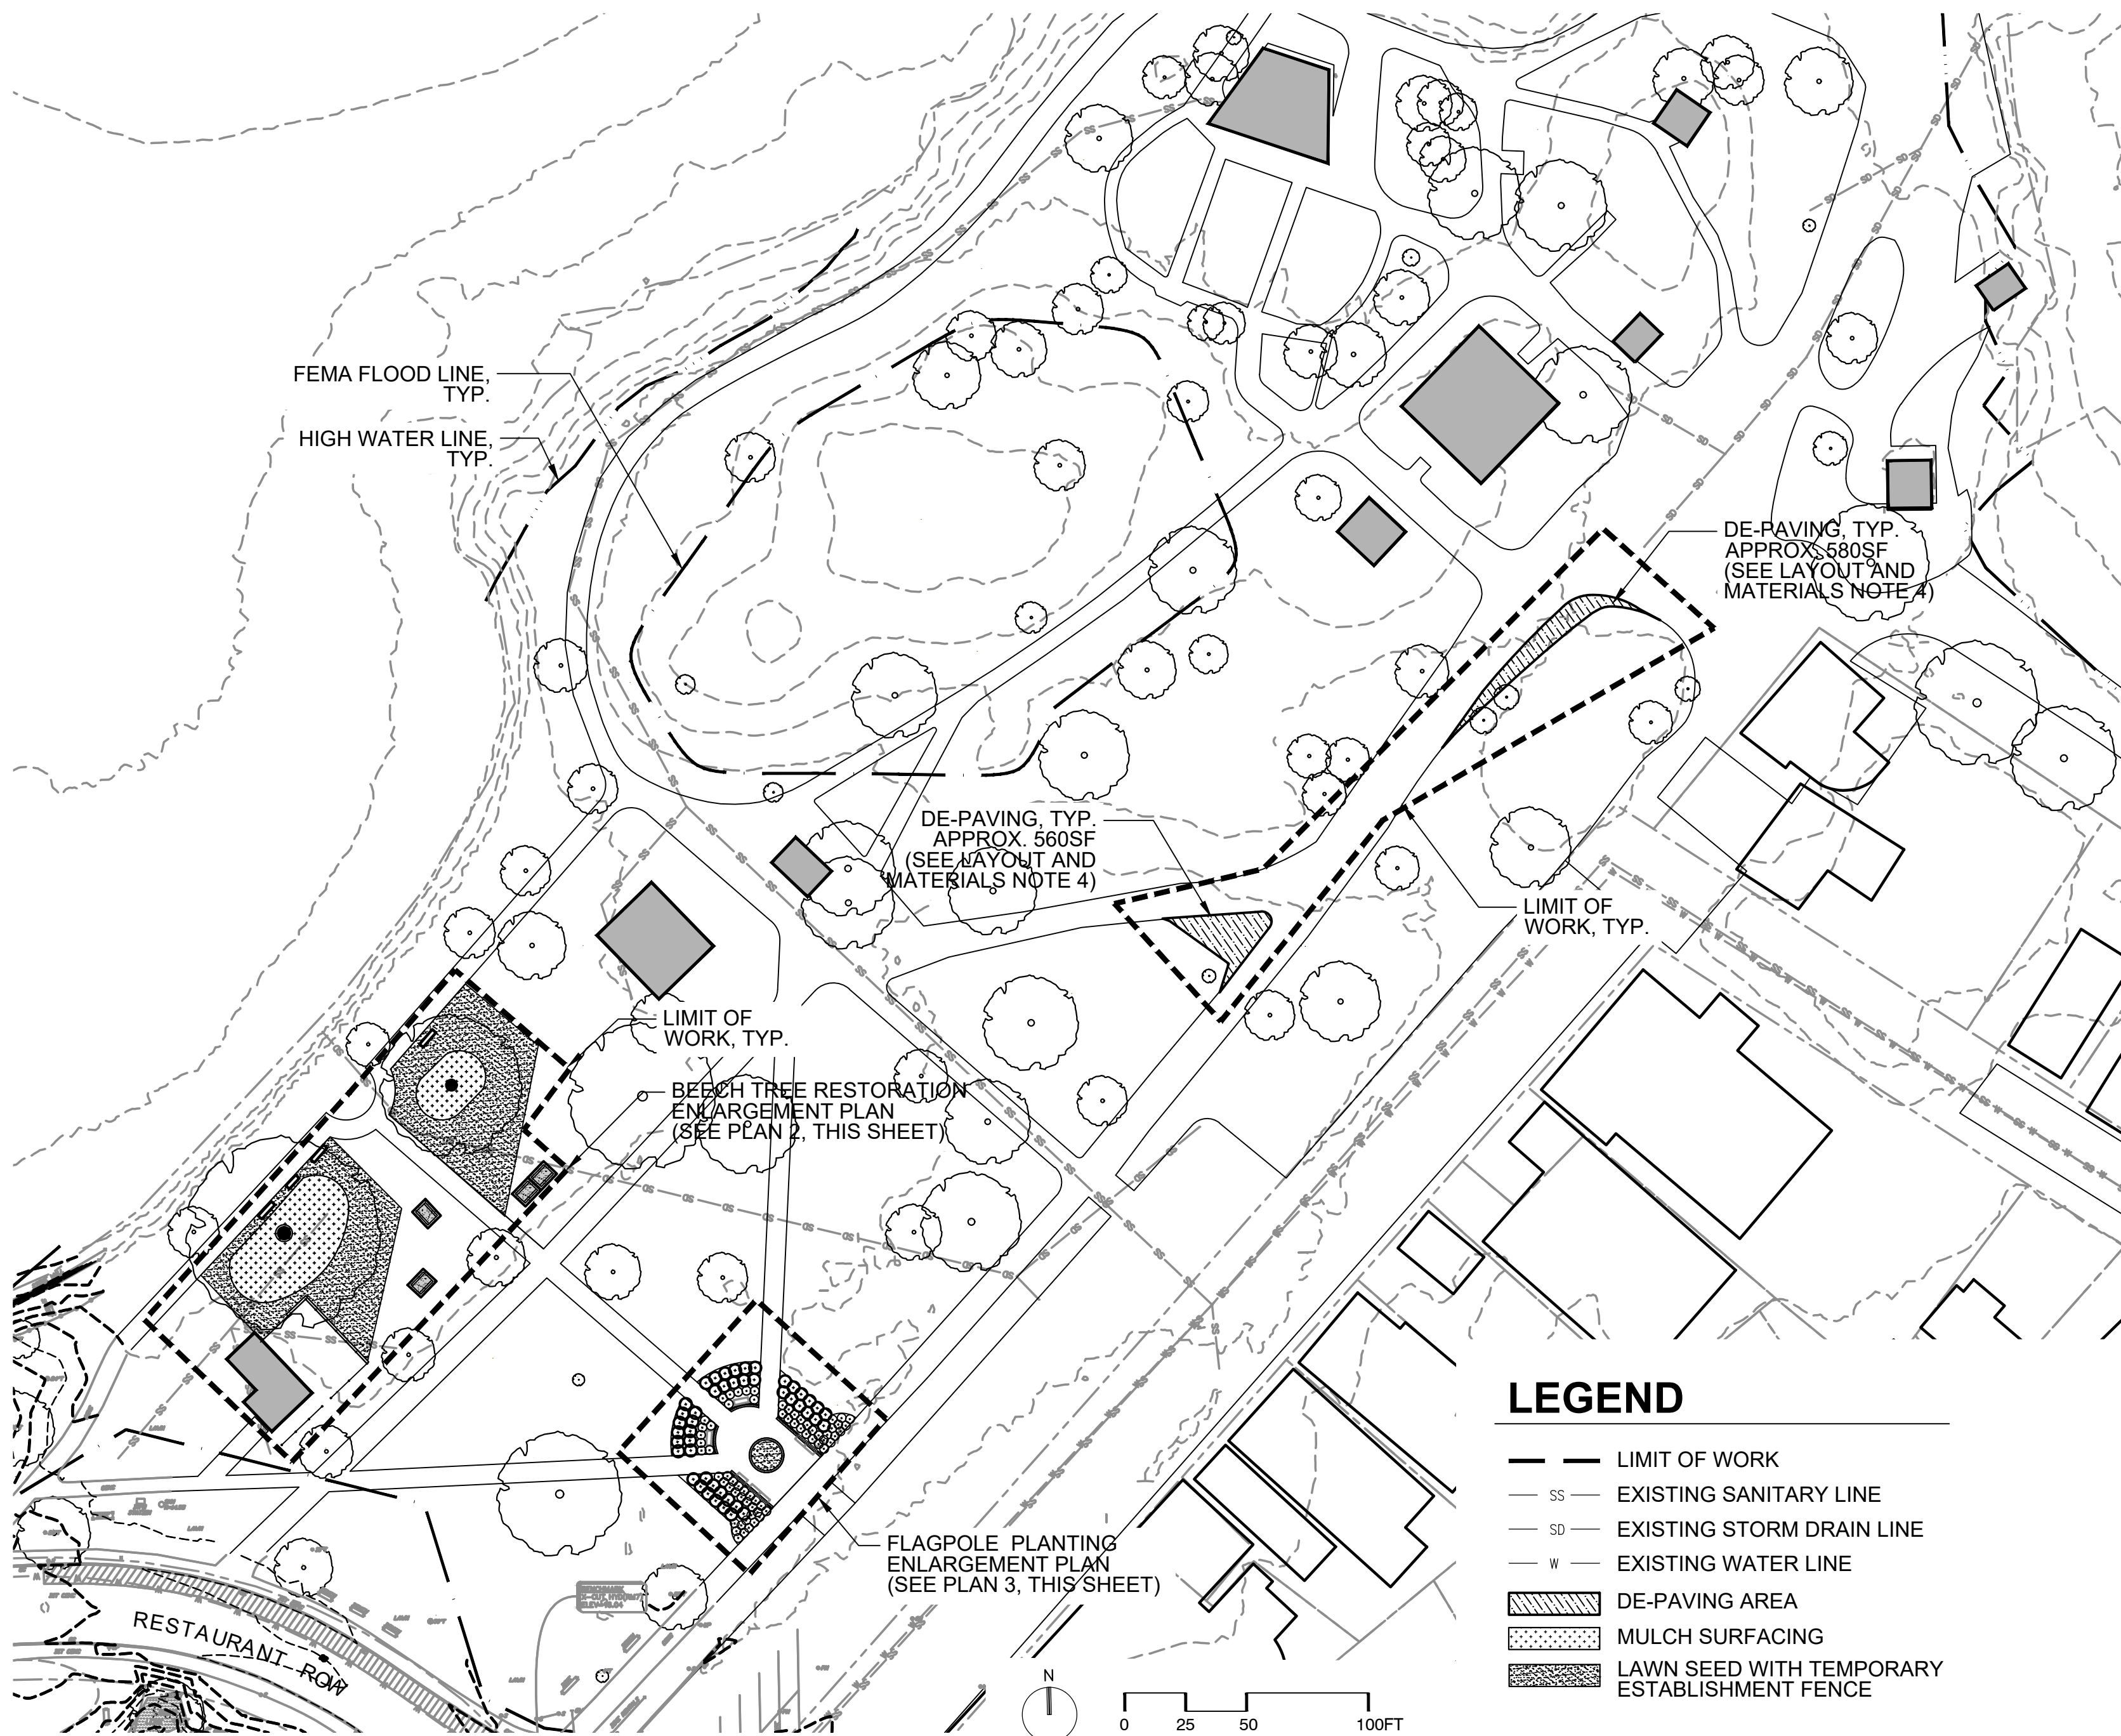 FEMA FLOOD LINE,
TYP.
HIGH WATER LINE,
TYP.
DE-PAVING, TYP.
APPROX. 580SF
(SEE LAYOUT AND
MATERIALS NOTE 4)
DE-PAVING, TYP.
APPROX. 560SF
(SEE LAYOUT AND
MATERIALS NOTE 4)
LIMIT OF
WORK, TYP.
LIMIT OF
WORK, TYP.
BEECH TREE RESTORATION
ENLARGEMENT PLAN
(SEE PLAN 2, THIS SHEET)
FLAGPOLE PLANTING
ENLARGEMENT PLAN
(SEE PLAN 3, THIS SHEET)
RESTAURANT ROW
LEGEND
LIMIT OF WORK
SS EXISTING SANITARY LINE
SD EXISTING STORM DRAIN LINE
W EXISTING WATER LINE
DE-PAVING AREA
MULCH SURFACING
LAWN SEED WITH TEMPORARY
ESTABLISHMENT FENCE
N
0 25 50 100FT